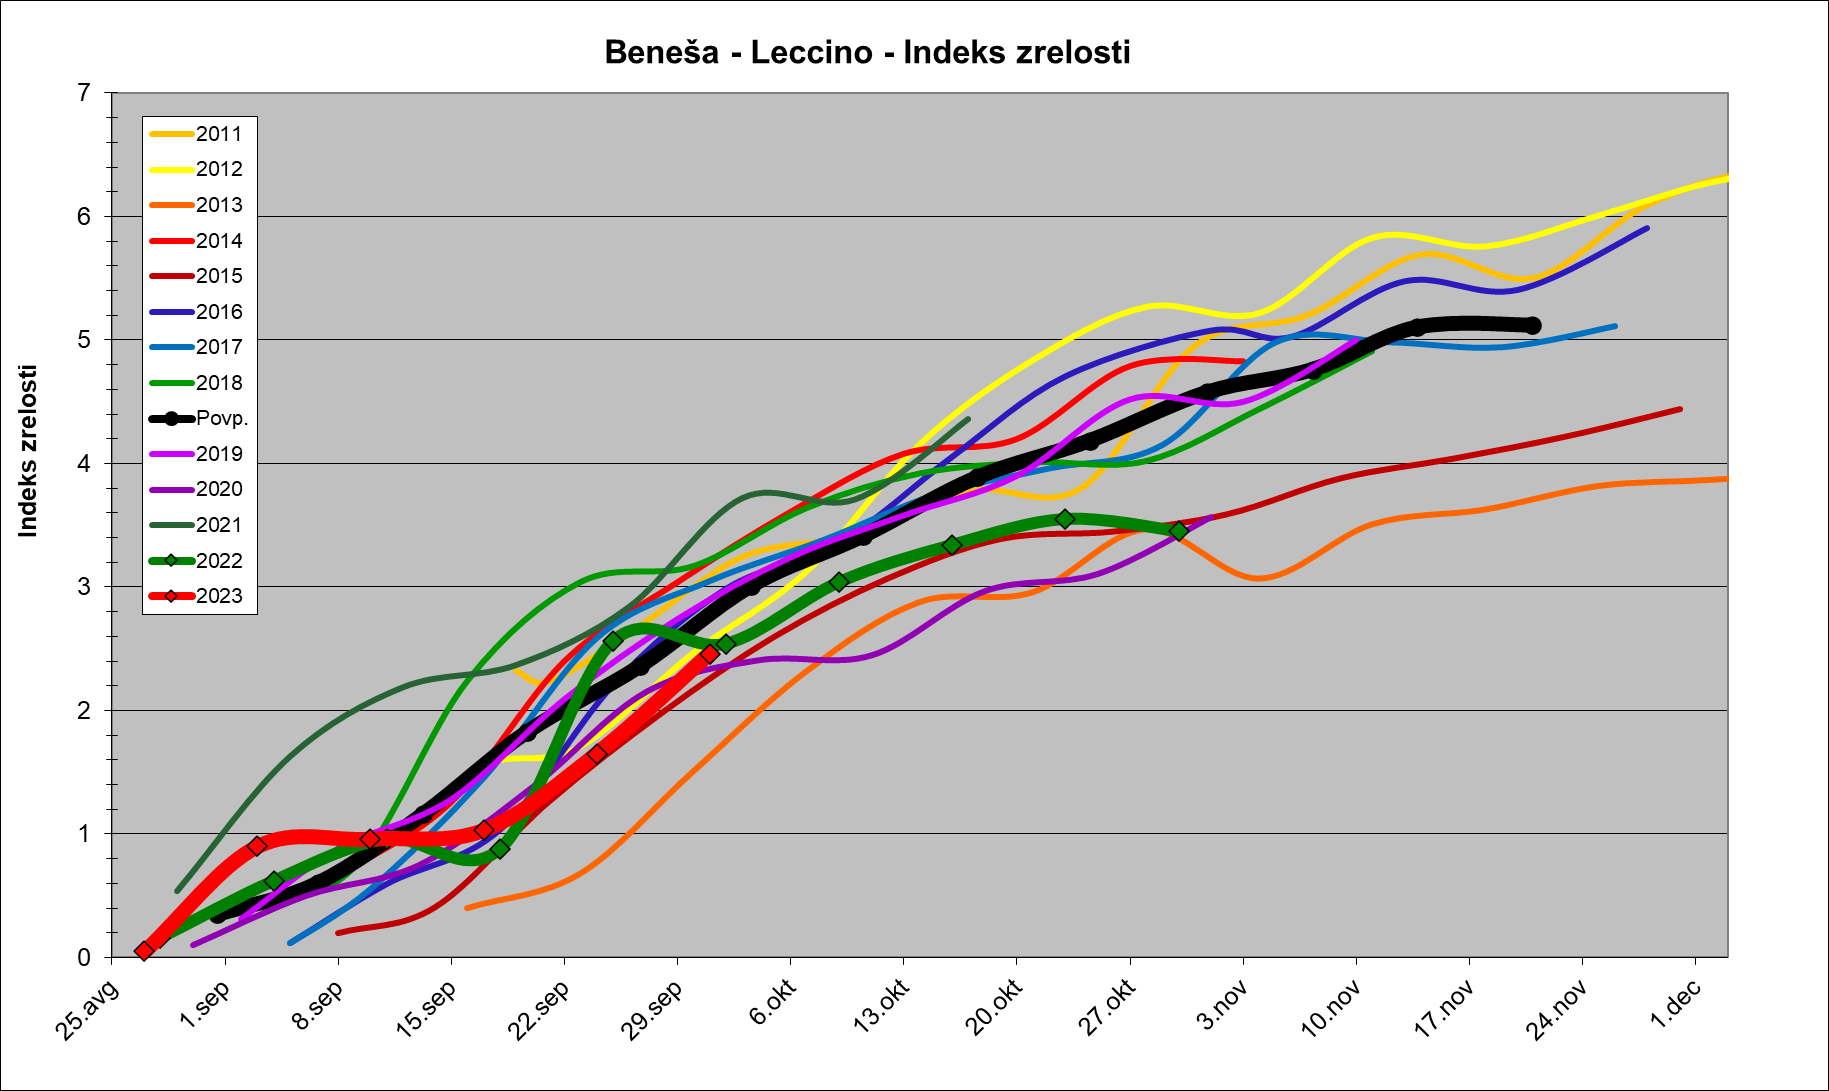 Beneša - Leccino - Indeks zrelosti
Indeks zrelosti
7
6
5
4
3
2
1
0
2011
2012
2013
2014
2015
2016
2017
2018
Povp.
2019
2020
2021
2022
2023
25.avg
1.sep
8.sep
15.sep
22.sep
29.sep
6.okt
13.okt
20.okt
27.okt
3.nov
10.nov
17.nov
24.nov
1.dec